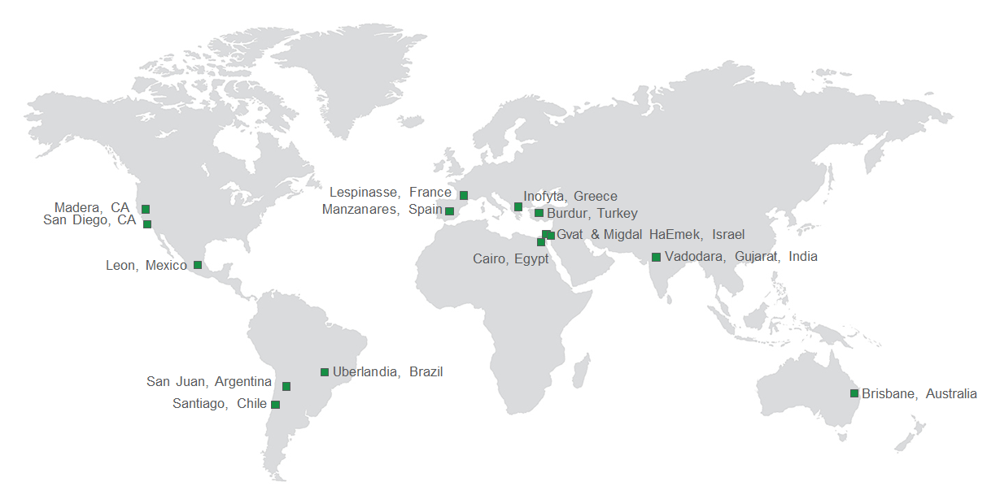 Lespinasse, France
Inofyta, Greece
Madera, CA
Manzanares, Spain
Burdur, Turkey
San Diego, CA
Gvat & Migdal HaEmek, Israel
Cairo, Egypt
Vadodara, Gujarat, India
Leon, Mexico
Uberlandia, Brazil
San Juan, Argentina
Brisbane, Australia
Santiago, Chile